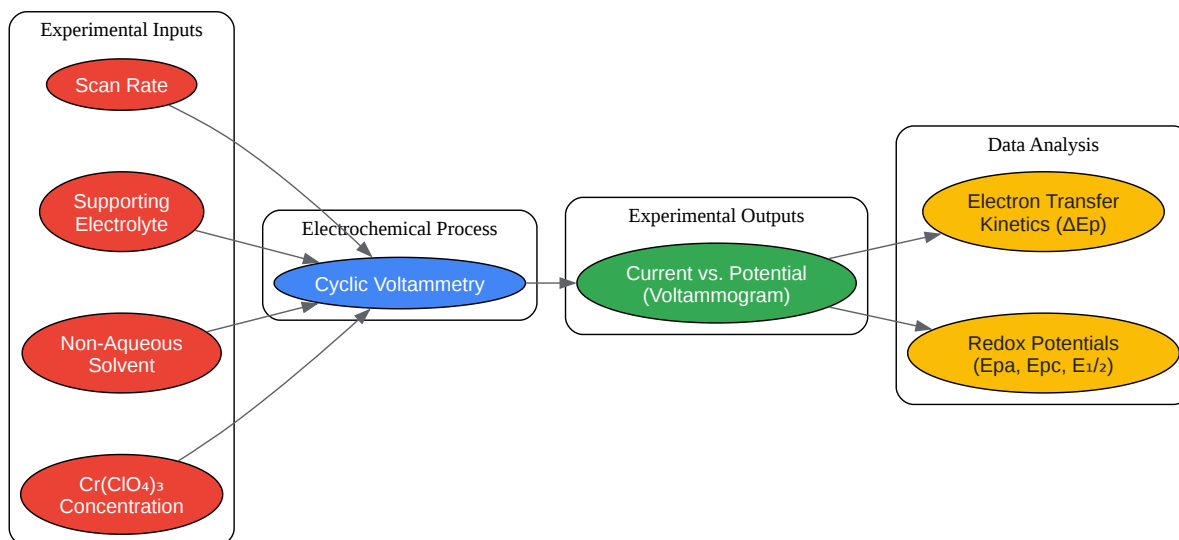 Experimental Inputs
Scan Rate
Supporting
Electrolyte
Non-Aqueous
Solvent
Cr(ClO₄)₃
Concentration
Electrochemical Process
Cyclic Voltammetry
Experimental Outputs
Current vs. Potential
(Voltammogram)
Data Analysis
Electron Transfer
Kinetics (ΔEp)
Redox Potentials
(Epa, Epc, E₁/₂)